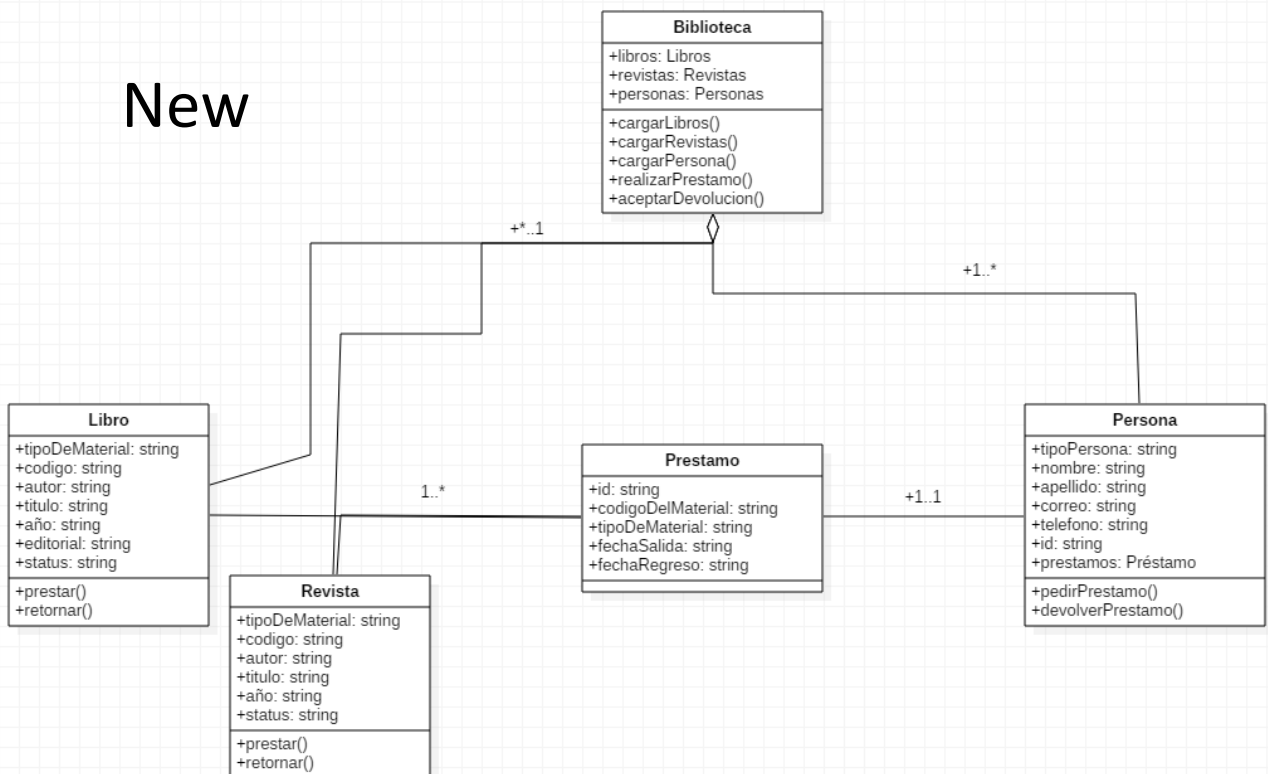 New
Biblioteca
+libros: Libros
+revistas: Revistas
+personas: Personas
+cargarLibros()
+cargarRevistas()
+cargarPersona()
+realizarPrestamo()
+aceptarDevolucion()
+*..1
+1..*
Libro
+tipoDeMaterial: string
+codigo: string
+autor: string
+titulo: string
+año: string
+editorial: string
+status: string
+prestar()
+retornar()
1..*
Revista
+tipoDeMaterial: string
+codigo: string
+autor: string
+titulo: string
+año: string
+status: string
+prestar()
+retornar()
Prestamo
+id: string
+codigoDelMaterial: string
+tipoDeMaterial: string
+fechaSalida: string
+fechaRegreso: string
+1..1
Persona
+tipoPersona: string
+nombre: string
+apellido: string
+correo: string
+telefono: string
+id: string
+prestamos: Préstamo
+pedirPrestamo()
+devolverPrestamo()